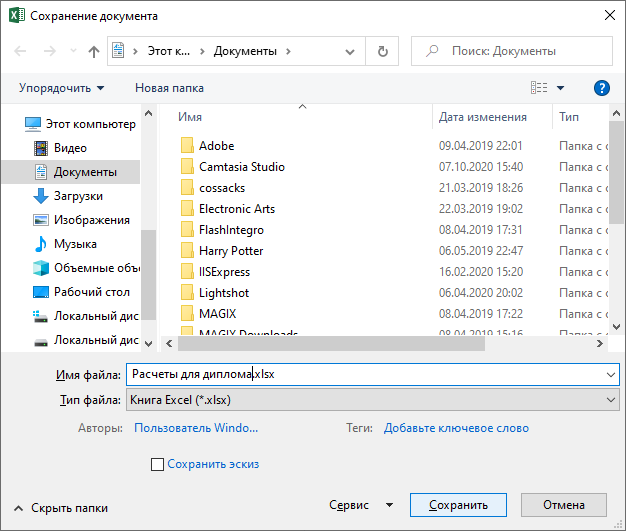 Сохранение документа
Этот к... Документы Поиск: Документы
Упорядочить Новая папка ?
Имя Дата изменения Тип
Этот компьютер
Видео
Документы
Загрузки
Изображения
Музыка
Объемные объе
Рабочий стол
Локальный дис
Локальный дис
Adobe 09.04.2019 22:01 Папка с с
Camtasia Studio 07.10.2020 15:40 Папка с с
cossacks 21.03.2019 18:26 Папка с с
Electronic Arts 22.03.2019 19:02 Папка с с
FlashIntegro 08.04.2019 17:31 Папка с с
Harry Potter 06.05.2019 22:47 Папка с с
IISExpress 16.02.2020 15:20 Папка с с
Lightshot 06.04.2020 20:02 Папка с с
MAGIX 08.04.2019 17:22 Папка с с
MAGIX Downloads 08.04.2019 15:16 Папка с с
Имя файла: Расчеты для диплома.xlsx
Тип файла: Книга Excel (*.xlsx)
Авторы: Пользователь Windo... Теги: Добавьте ключевое слово
Сохранить эскиз
Скрыть папки Сервис Сохранить Отмена